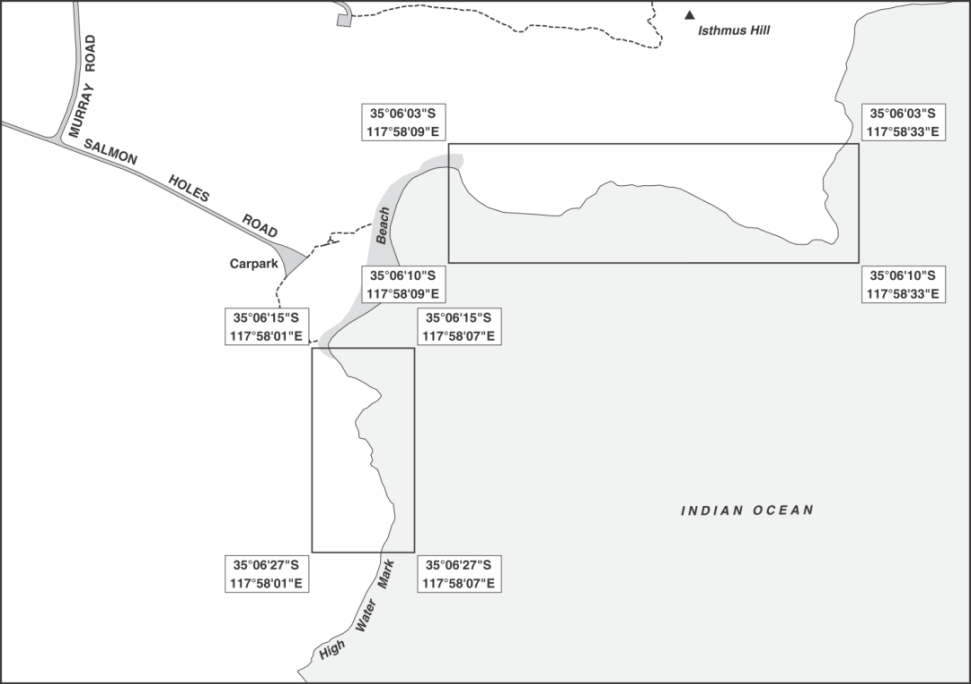 Isthmus Hill
MURRAY ROAD
35°06'03"S
117°58'09"E
35°06'03"S
117°58'33"E
SALMON HOLES ROAD
Beach
Carpark
35°06'10"S
117°58'09"E
35°06'10"S
117°58'33"E
35°06'15"S
117°58'01"E
35°06'15"S
117°58'07"E
INDIAN OCEAN
35°06'27"S
117°58'01"E
35°06'27"S
117°58'07"E
High Water Mark